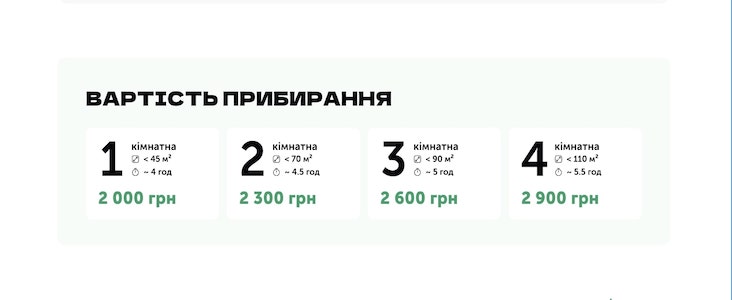 ВАРТІСТЬ ПРИБИРАННЯ
1 кімнатна
< 45 м²
~ 4 год
2 000 грн
2 кімнатна
< 70 м²
~ 4.5 год
2 300 грн
3 кімнатна
< 90 м²
~ 5 год
2 600 грн
4 кімнатна
< 110 м²
~ 5.5 год
2 900 грн